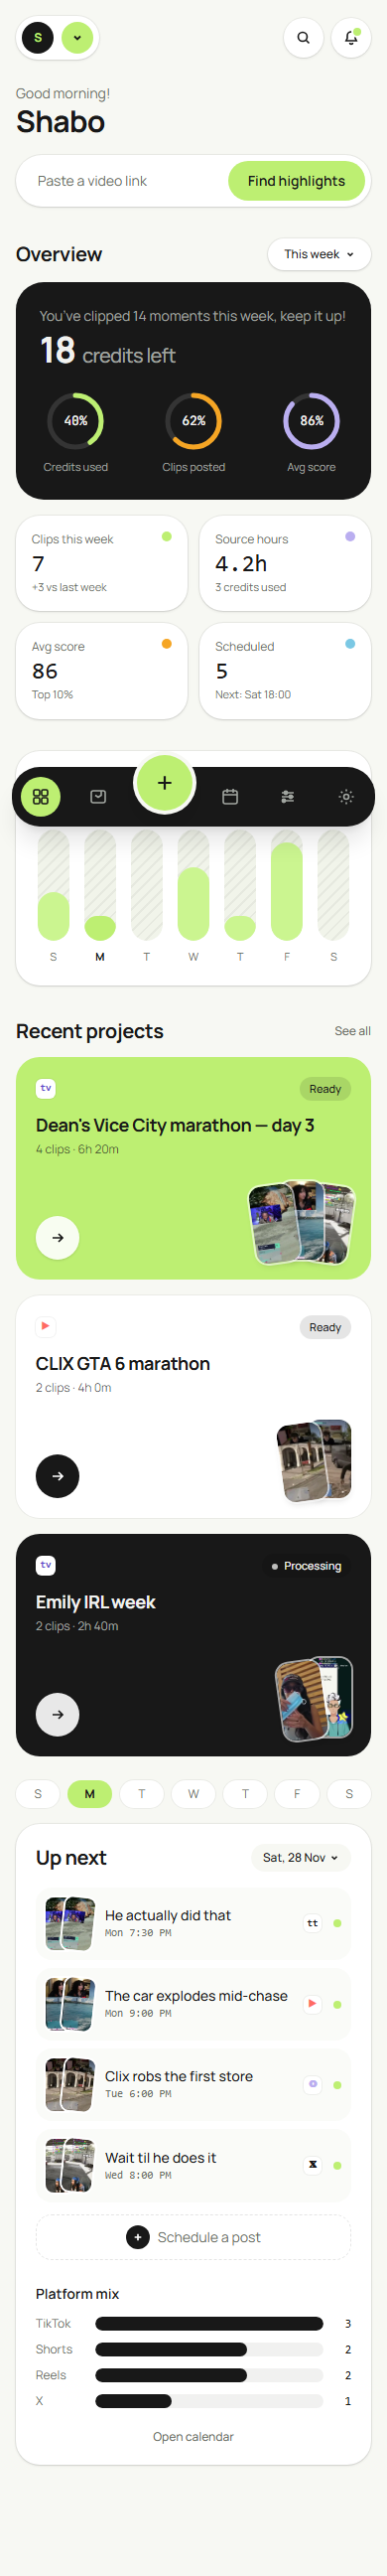 S
Good morning!
Shabo
Paste a video link
Find highlights
Overview
This week
You've clipped 14 moments this week, keep it up!
18 credits left
40% 62% 86%
Credits used Clips posted Avg score
Clips this week
7
+3 vs last week
Source hours
4.2h
3 credits used
Avg score
86
Top 10%
Scheduled
5
Next: Sat 18:00
S M T W T F S
Recent projects
See all
tv
Ready
Dean's Vice City marathon — day 3
4 clips · 6h 20m
Ready
CLIX GTA 6 marathon
2 clips · 4h 0m
tv
Processing
Emily IRL week
2 clips · 2h 40m
S M T W T F S
Up next
Sat, 28 Nov
He actually did that
Mon 7:30 PM
tt
The car explodes mid-chase
Mon 9:00 PM
Clix robs the first store
Tue 6:00 PM
Wait til he does it
Wed 8:00 PM
Schedule a post
Platform mix
TikTok 3
Shorts 2
Reels 2
X 1
Open calendar